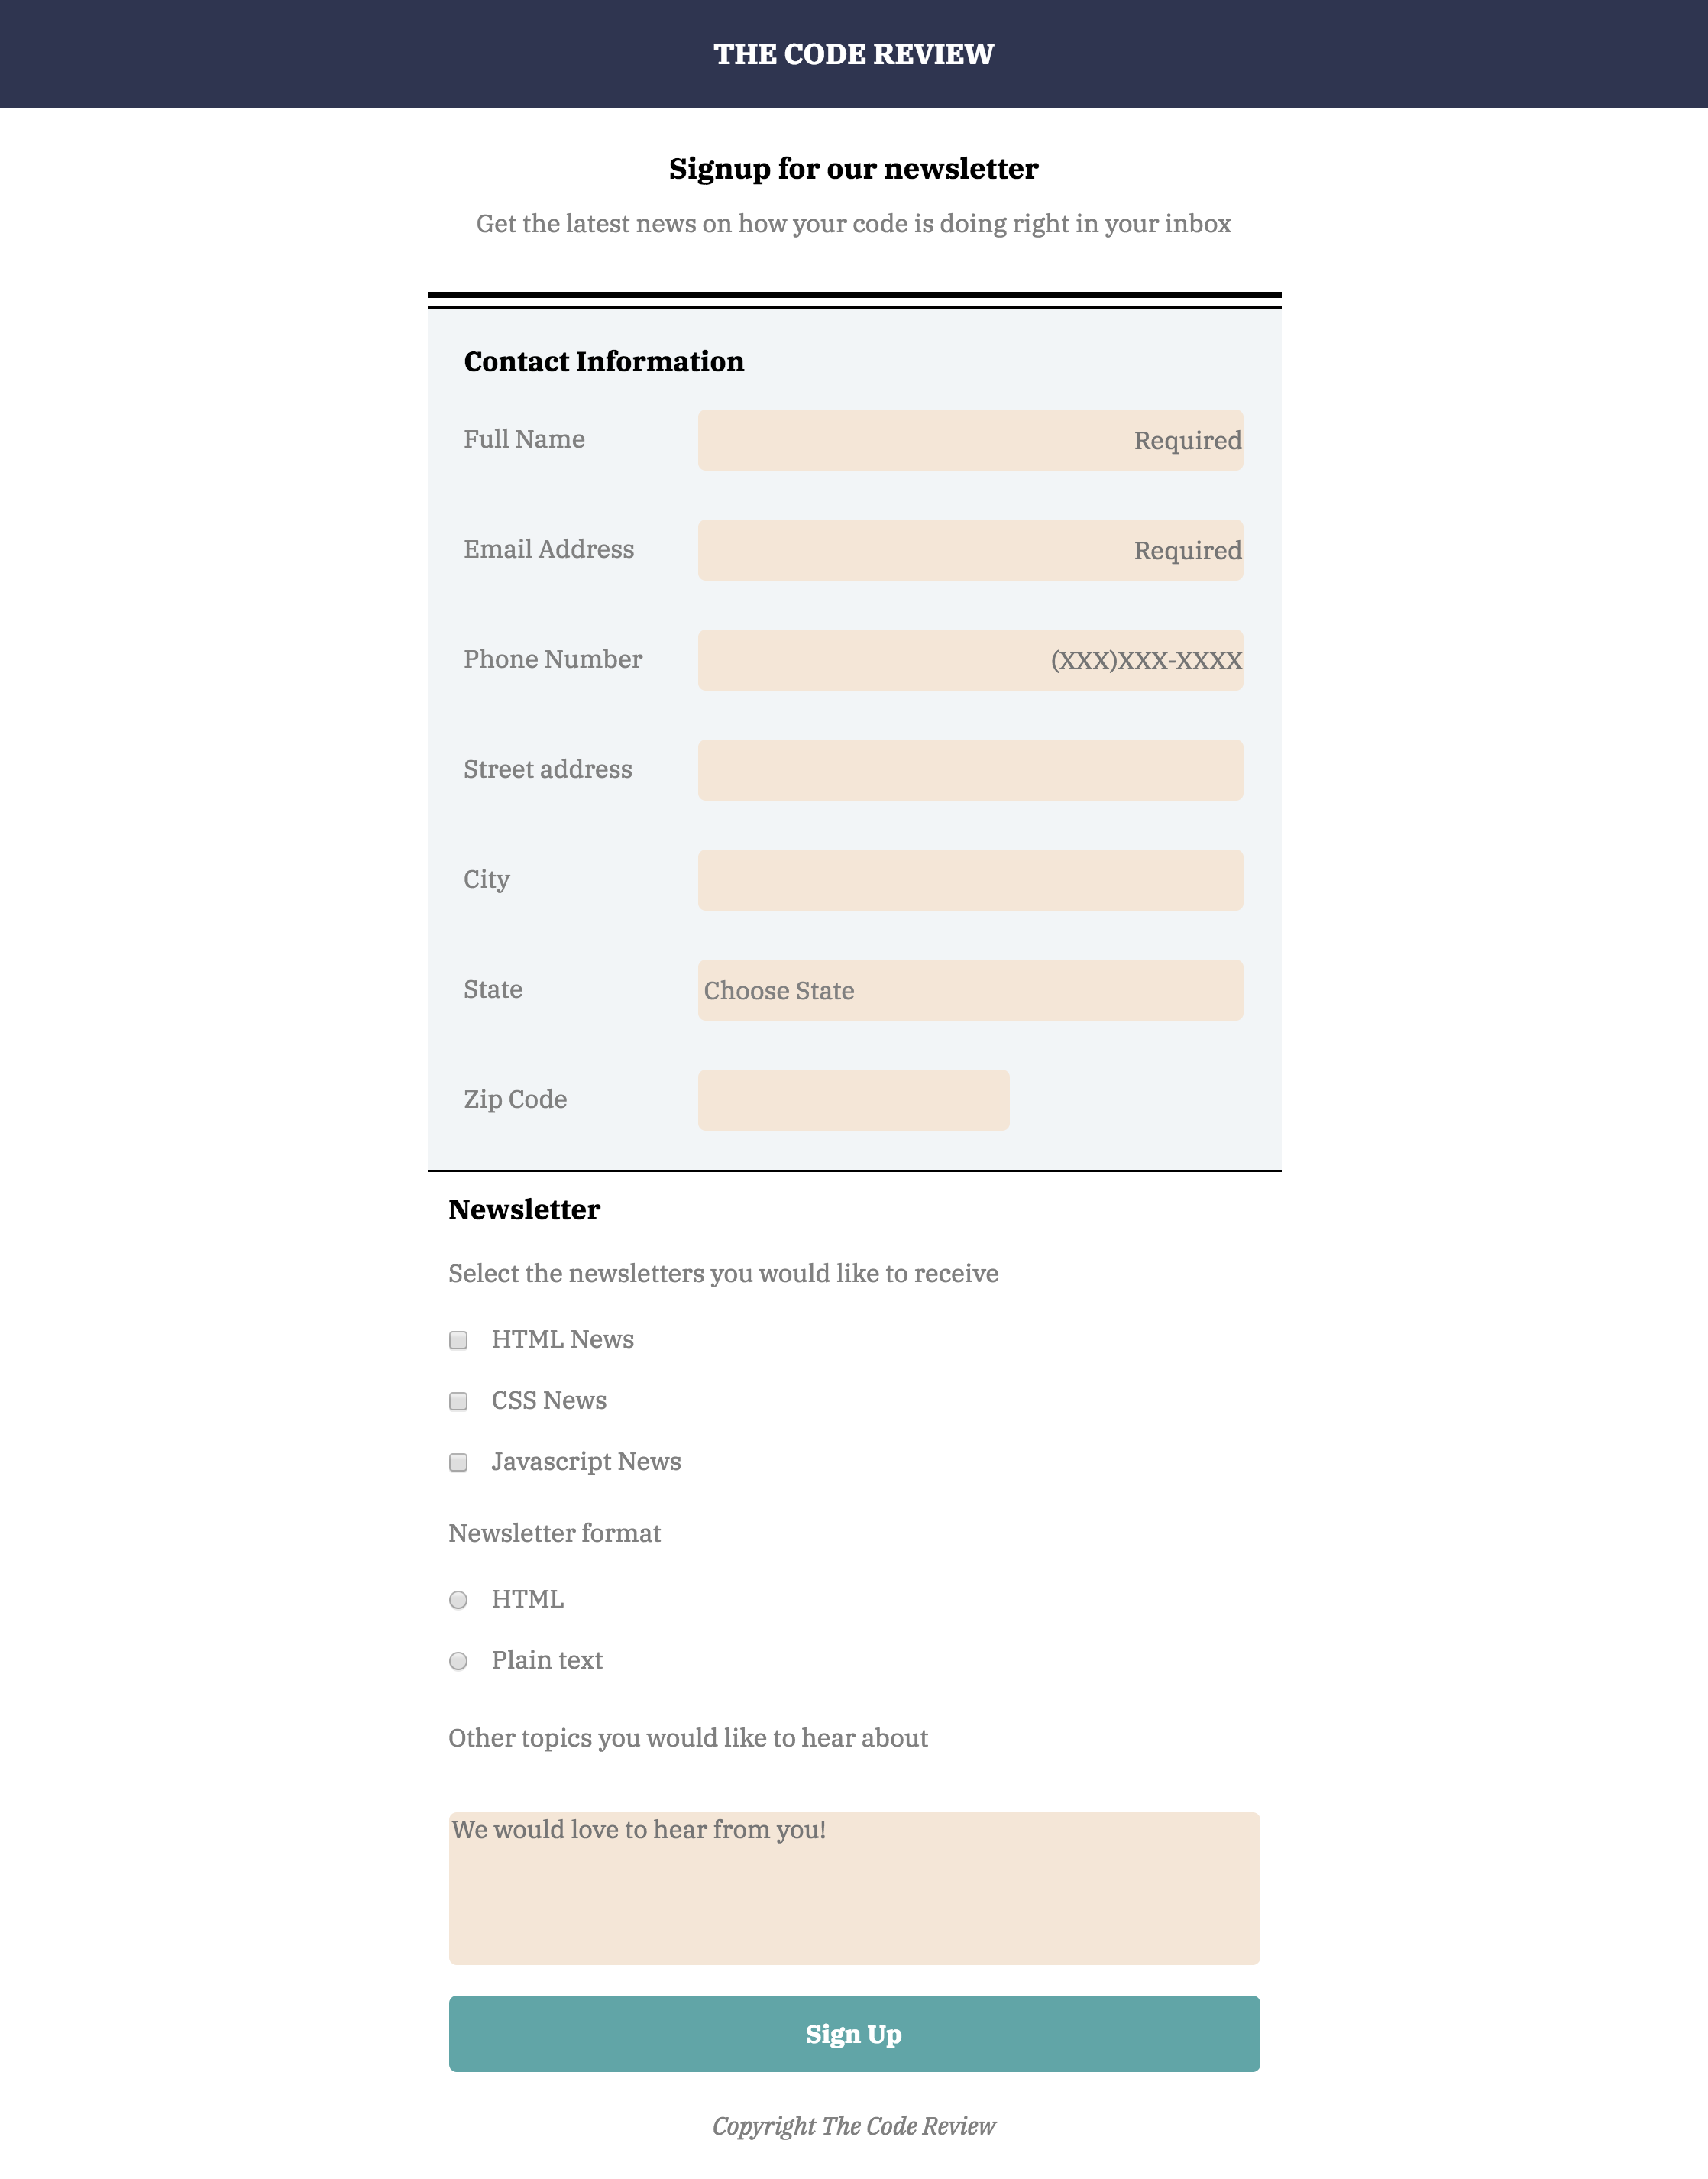 THE CODE REVIEW
Signup for our newsletter
Get the latest news on how your code is doing right in your inbox
Contact Information
Full Name Required
Email Address Required
Phone Number (XXX)XXX-XXXX
Street address
City
State Choose State
Zip Code
Newsletter
Select the newsletters you would like to receive
HTML News
CSS News
Javascript News
Newsletter format
HTML
Plain text
Other topics you would like to hear about
We would love to hear from you!
Sign Up
Copyright The Code Review